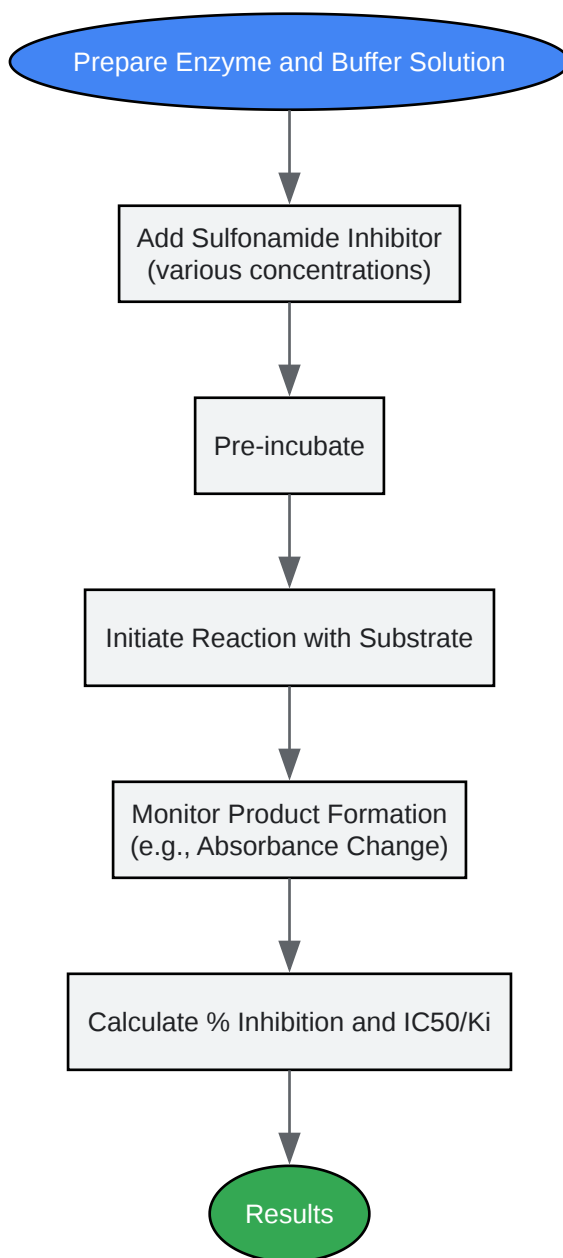 Prepare Enzyme and Buffer Solution
Add Sulfonamide Inhibitor
(various concentrations)
Pre-incubate
Initiate Reaction with Substrate
Monitor Product Formation
(e.g., Absorbance Change)
Calculate % Inhibition and IC50/Ki
Results